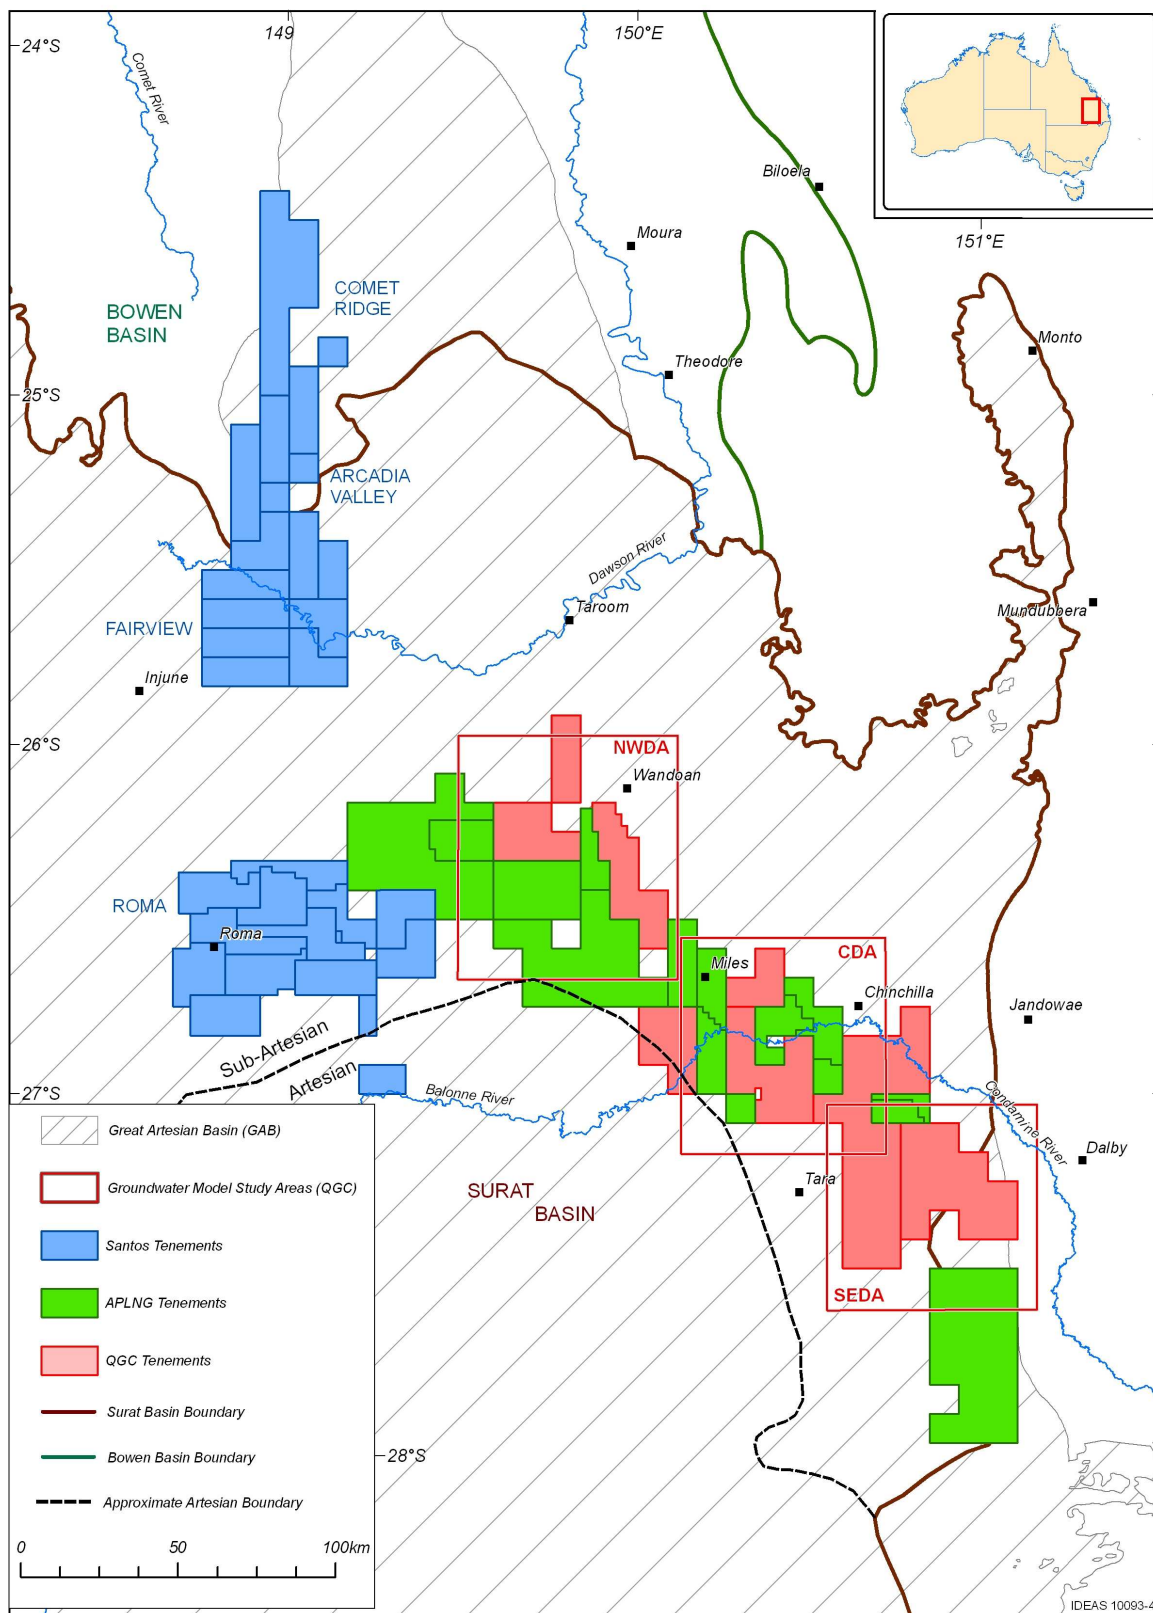 24°S
149
150°E
Comet River
Biloela
Moura
151°E
COMET
RIDGE
BOWEN
BASIN
Monto
Theodore
25°S
ARCADIA
VALLEY
Dawson River
Taroom
Mundubbera
FAIRVIEW
Injune
26°S
NWDA
Wandoan
ROMA
Roma
CDA
Miles
Chinchilla
Jandowae
Sub-Artesian
Artesian
27°S
Balonne River
Condamine River
Dalby
Tara
SURAT
BASIN
SEDA
28°S
Great Artesian Basin (GAB)
Groundwater Model Study Areas (QGC)
Santos Tenements
APLNG Tenements
QGC Tenements
Surat Basin Boundary
Bowen Basin Boundary
Approximate Artesian Boundary
0 50 100km
IDEAS 10093-4